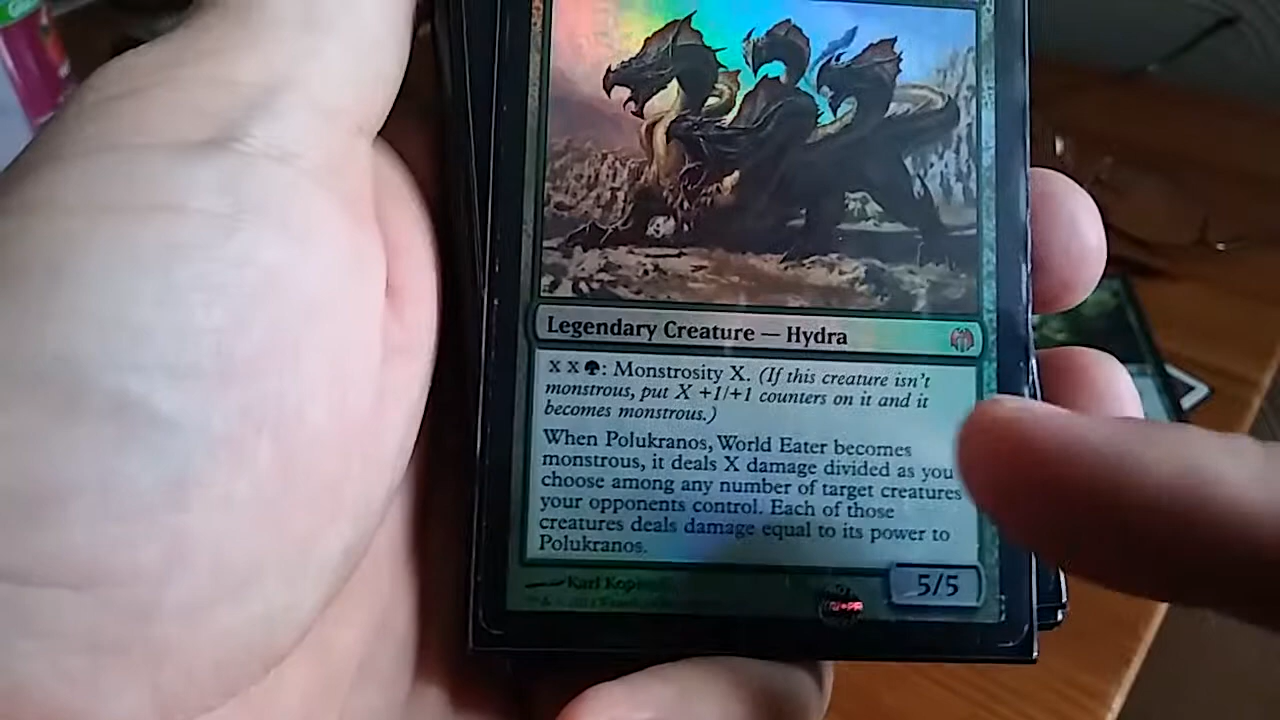 Legendary Creature — Hydra
X X : Monstrosity X. (If this creature isn't
monstrous, put X +1/+1 counters on it and it
becomes monstrous.)
When Polukranos, World Eater becomes
monstrous, it deals X damage divided as you
choose among any number of target creatures
your opponents control. Each of those
creatures deals damage equal to its power to
Polukranos.
5/5
Karl